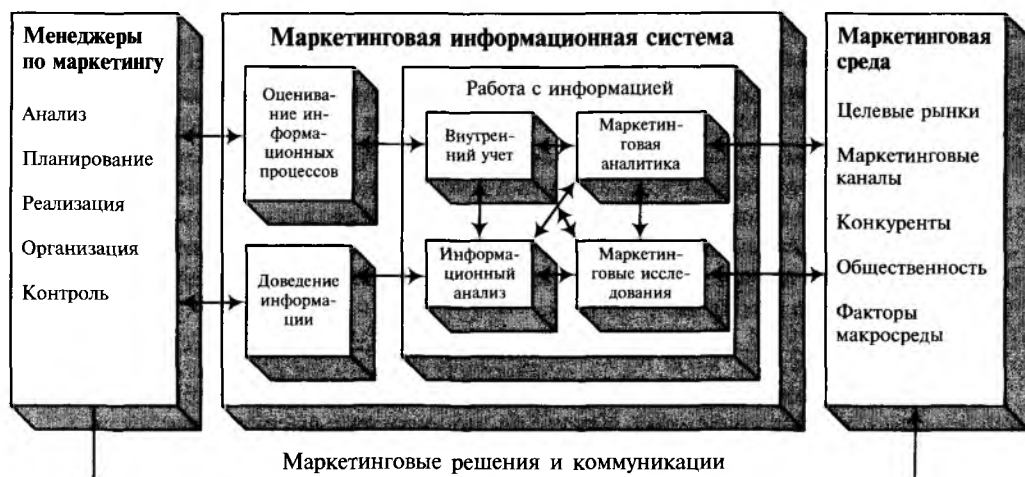 Менеджеры
по маркетингу
Анализ
Планирование
Реализация
Организация
Контроль
Маркетинговая информационная система
Оценива-
ние ин-
форма-
ционных
процессов
Доведение
информа-
ции
Работа с информацией
Внутрен-
ний учет
Маркетин-
говая
аналитика
Информа-
ционный
анализ
Маркетин-
говые иссле-
дования
Маркетинговая
среда
Целевые рынки
Маркетинговые
каналы
Конкуренты
Общественность
Факторы
макросреды
Маркетинговые решения и коммуникации